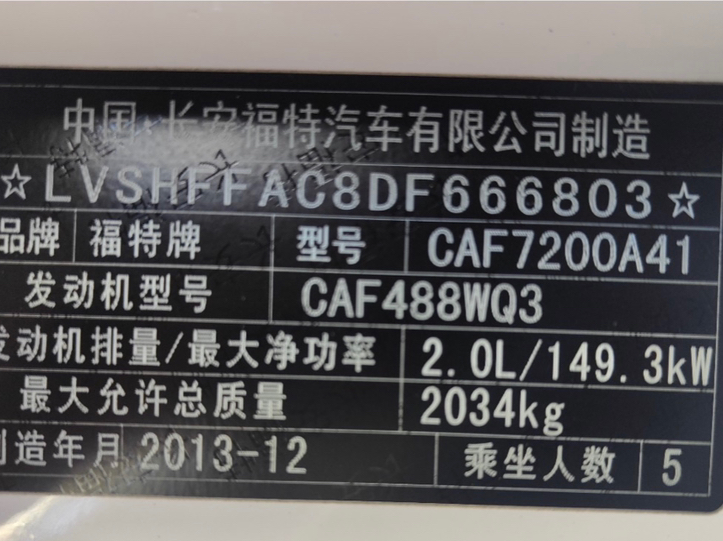 中国·长安福特汽车有限公司制造
☆LVSHFFAC8DF666803☆
品牌 福特牌 型号 CAF7200A41
发动机型号 CAF488WQ3
发动机排量/最大净功率 2.0L/149.3kW
最大允许总质量 2034kg
制造年月 2013-12 乘坐人数 5